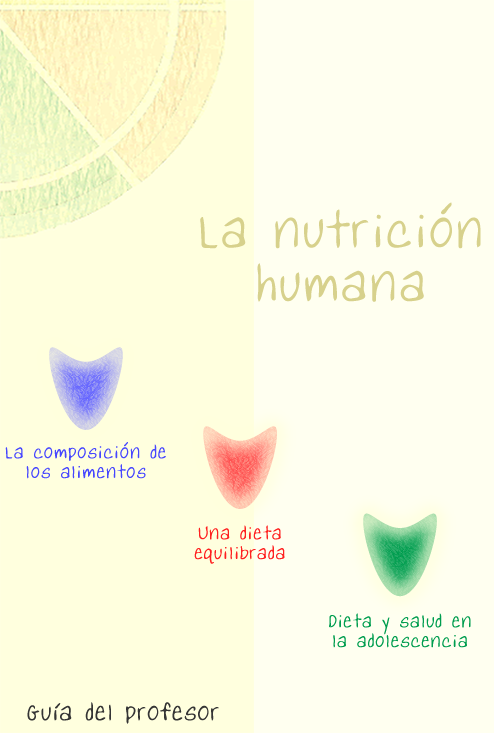 La nutrición
humana
La composición de
los alimentos
Una dieta
equilibrada
Dieta y salud en
la adolescencia
Guía del profesor